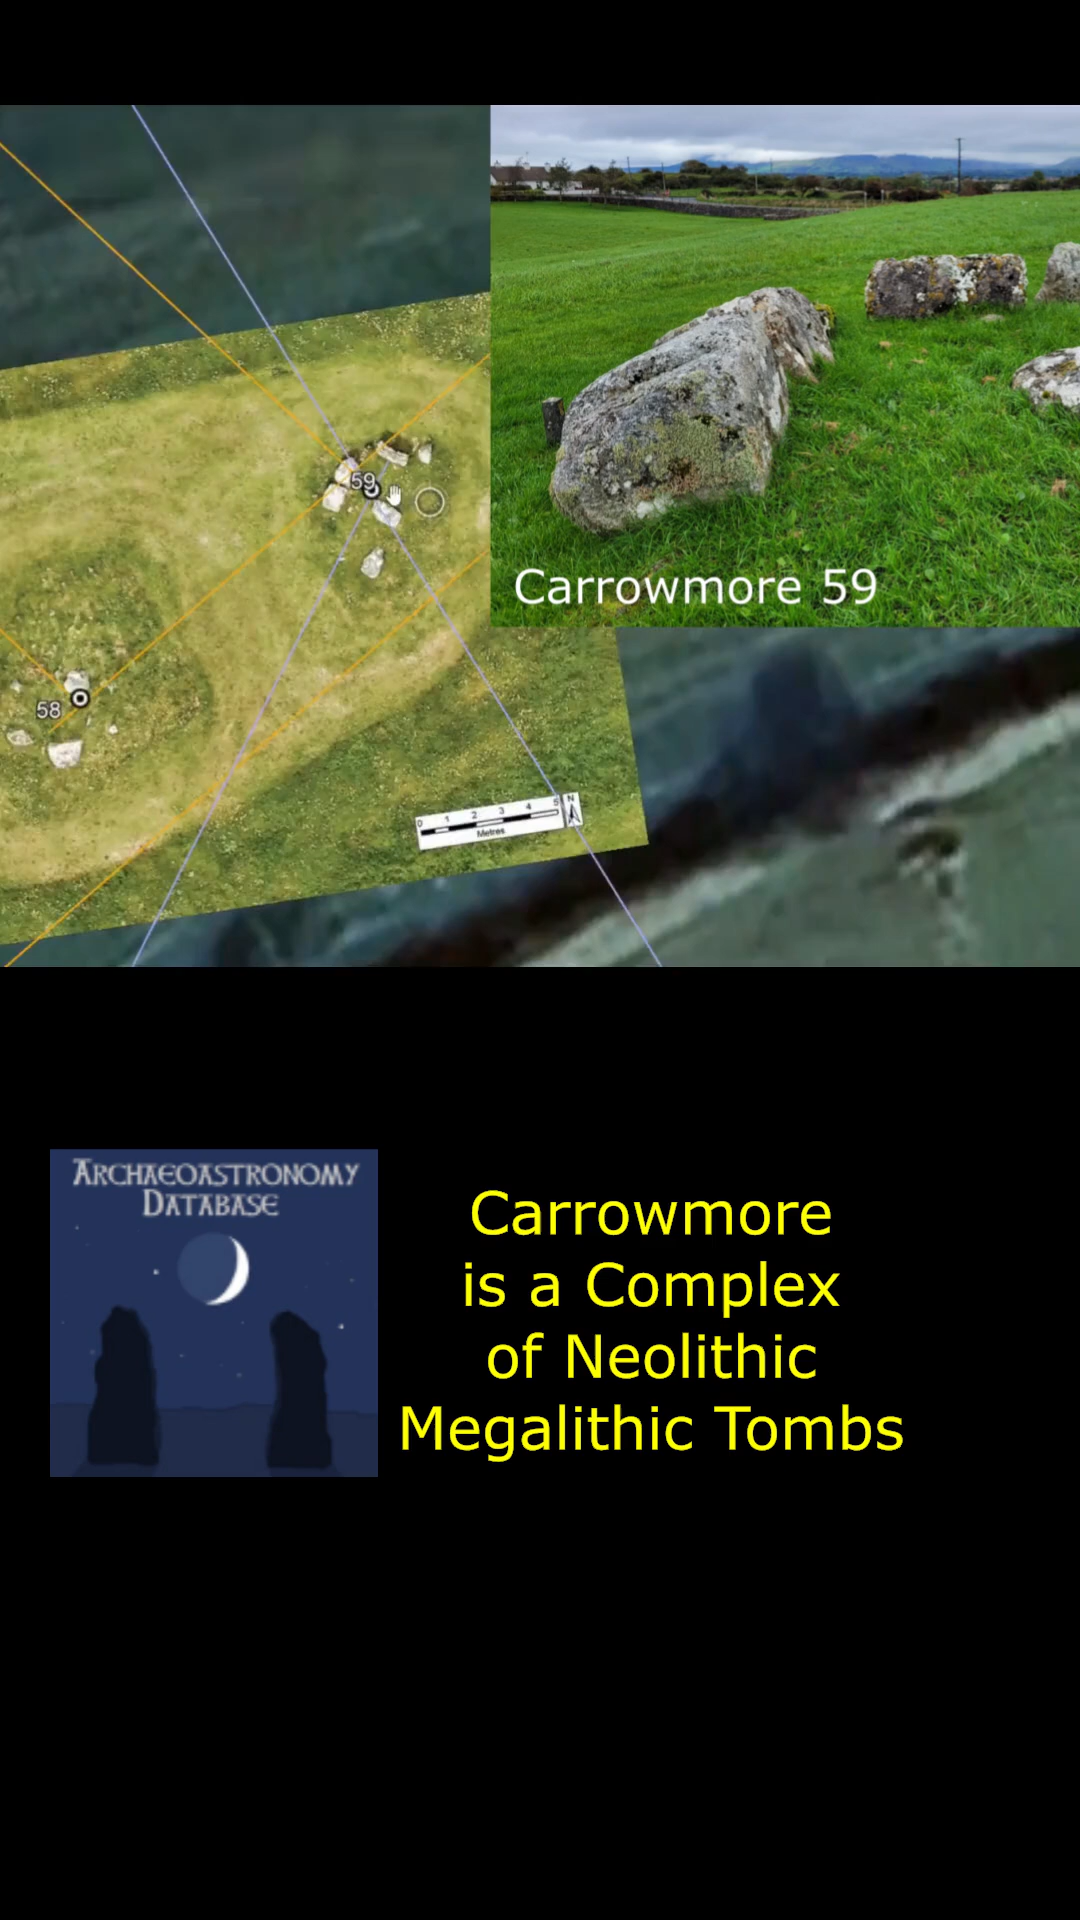 59
58
0 1 2 3 4 5 N
Metres
Carrowmore 59
ARCHAEOASTRONOMY
DATABASE
Carrowmore
is a Complex
of Neolithic
Megalithic Tombs